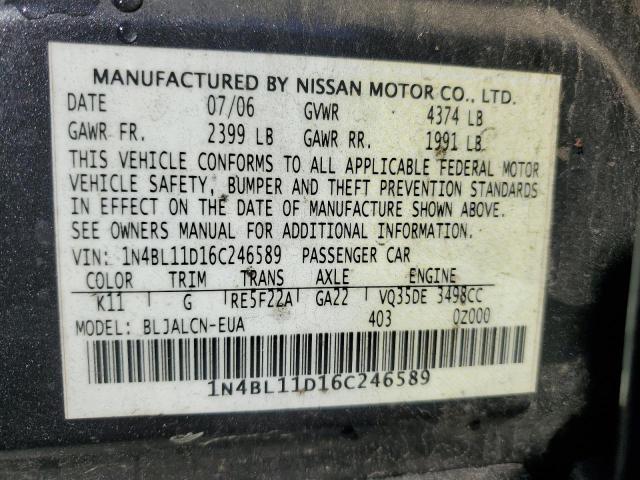 MANUFACTURED BY NISSAN MOTOR CO., LTD.
DATE 07/06 GVWR 4374 LB
GAWR FR. 2399 LB GAWR RR. 1991 LB
THIS VEHICLE CONFORMS TO ALL APPLICABLE FEDERAL MOTOR
VEHICLE SAFETY, BUMPER AND THEFT PREVENTION STANDARDS
IN EFFECT ON THE DATE OF MANUFACTURE SHOWN ABOVE.
SEE OWNERS MANUAL FOR ADDITIONAL INFORMATION.
VIN: 1N4BL11D16C246589 PASSENGER CAR
COLOR TRIM TRANS AXLE ENGINE
K11 G RE5F22A GA22 VQ35DE 3498CC
MODEL: BLJALCN-EUA 403 0Z000
1N4BL11D16C246589